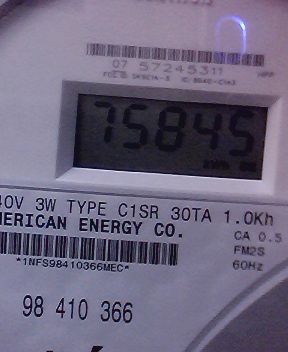 07 57245311
75845
40V 3W TYPE C1SR 30TA 1.0Kh
MERICAN ENERGY CO.
CA 0.5
FM2S
*1NFS98410366MEC*
60Hz
98 410 366